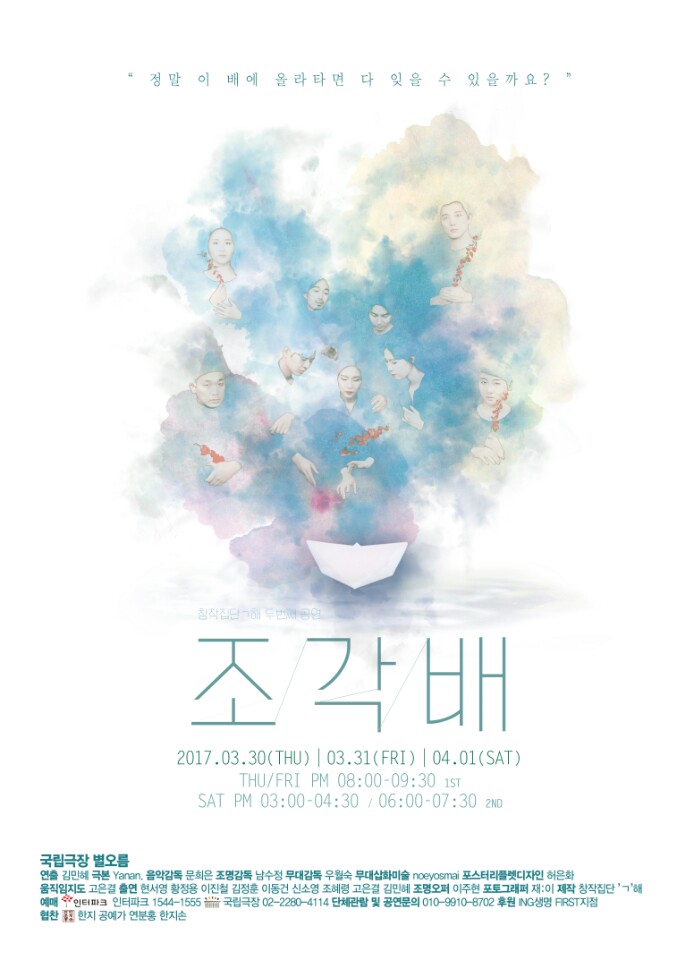 “ 정말 이 배에 올라타면 다 잊을 수 있을까요? ”
창작집단ㄱ해 두번째 공연
조각배
2017.03.30(THU) | 03.31(FRI) | 04.01(SAT)
THU/FRI PM 08:00-09:30 1ST
SAT PM 03:00-04:30 / 06:00-07:30 2ND
국립극장 별오름
연출 김민혜 극본 Yanan. 음악감독 문희은 조명감독 남수정 무대감독 우월숙 무대삽화미술 noeyosmai 포스터리플렛디자인 허은화
움직임지도 고은결 출연 현서영 황정용 이진철 김정훈 이동건 신소영 조혜령 고은결 김민혜 조명오퍼 이주현 포토그래퍼 재:이 제작 창작집단 'ㄱ'해
예매 인터파크 인터파크 1544-1555 국립극장 02-2280-4114 단체관람 및 공연문의 010-9910-8702 후원 ING생명 FIRST지점
협찬 한지 공예가 연분홍 한지손